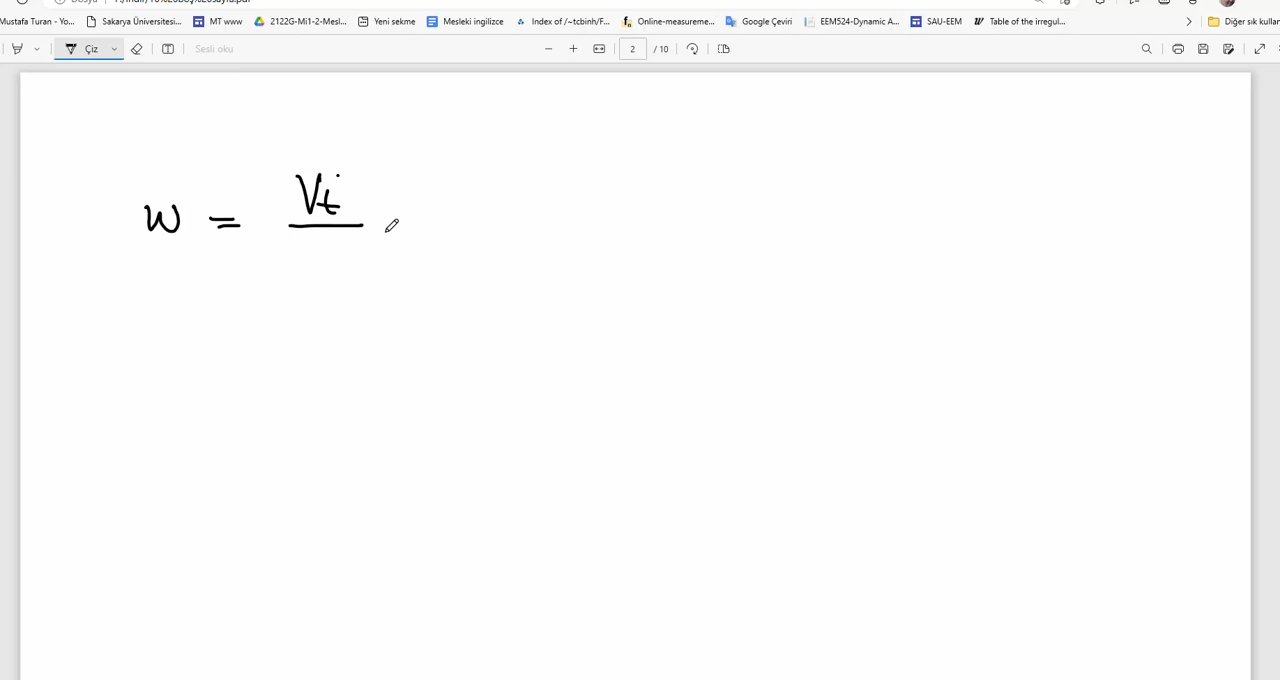 Mustafa Turan - Yo...
Sakarya Üniversitesi...
MT www
2122G-Mi1-2-Mesl...
Yeni sekme
Mesleki ingilizce
Index of /~tcbinh/F...
Online-measureme...
Google Çeviri
EEM524-Dynamic A...
SAU-EEM
Table of the irregul...
Diğer sık kullan
Çiz
Sesli oku
2 / 10
w = Vt